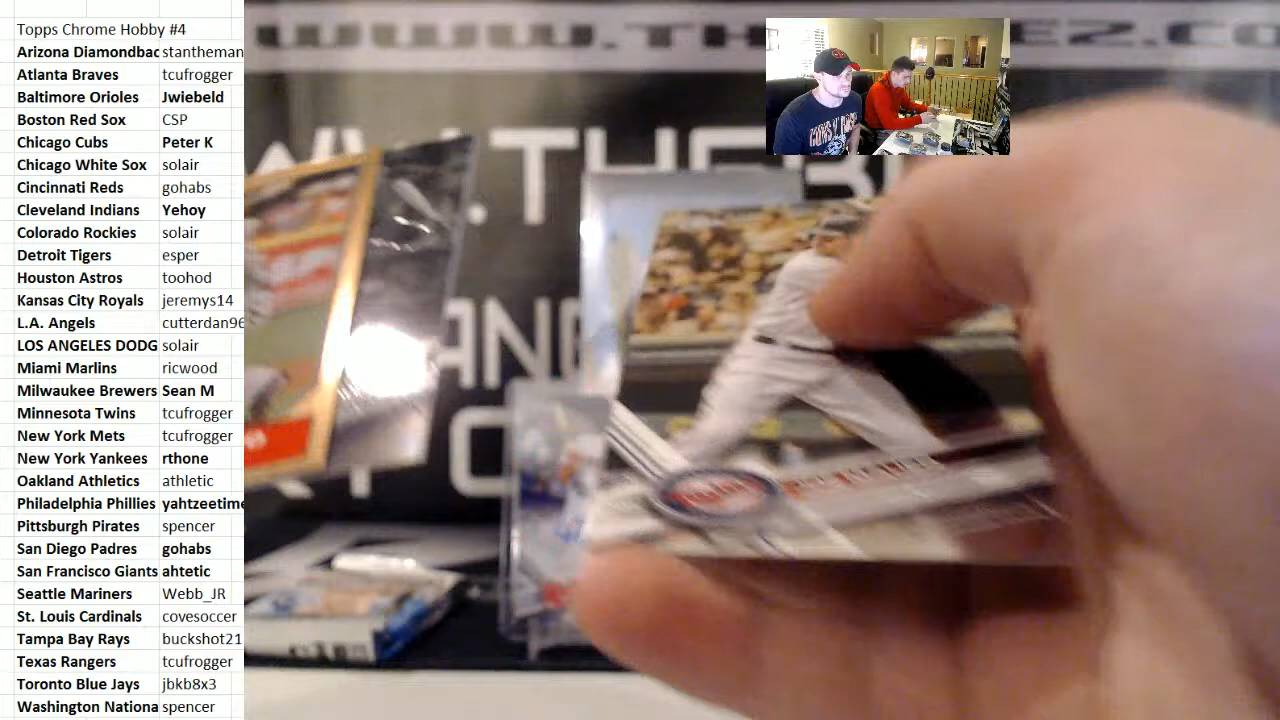 Topps Chrome Hobby #4
Arizona Diamondbac stantheman
Atlanta Braves tcufrogger
Baltimore Orioles Jwiebeld
Boston Red Sox CSP
Chicago Cubs Peter K
Chicago White Sox solair
Cincinnati Reds gohabs
Cleveland Indians Yehoy
Colorado Rockies solair
Detroit Tigers esper
Houston Astros toohod
Kansas City Royals jeremys14
L.A. Angels cutterdan96
LOS ANGELES DODG solair
Miami Marlins ricwood
Milwaukee Brewers Sean M
Minnesota Twins tcufrogger
New York Mets tcufrogger
New York Yankees rthone
Oakland Athletics athletic
Philadelphia Phillies yahtzeetime
Pittsburgh Pirates spencer
San Diego Padres gohabs
San Francisco Giants ahtetic
Seattle Mariners Webb_JR
St. Louis Cardinals covesoccer
Tampa Bay Rays buckshot21
Texas Rangers tcufrogger
Toronto Blue Jays jbkb8x3
Washington Nationa spencer
WWW.TH